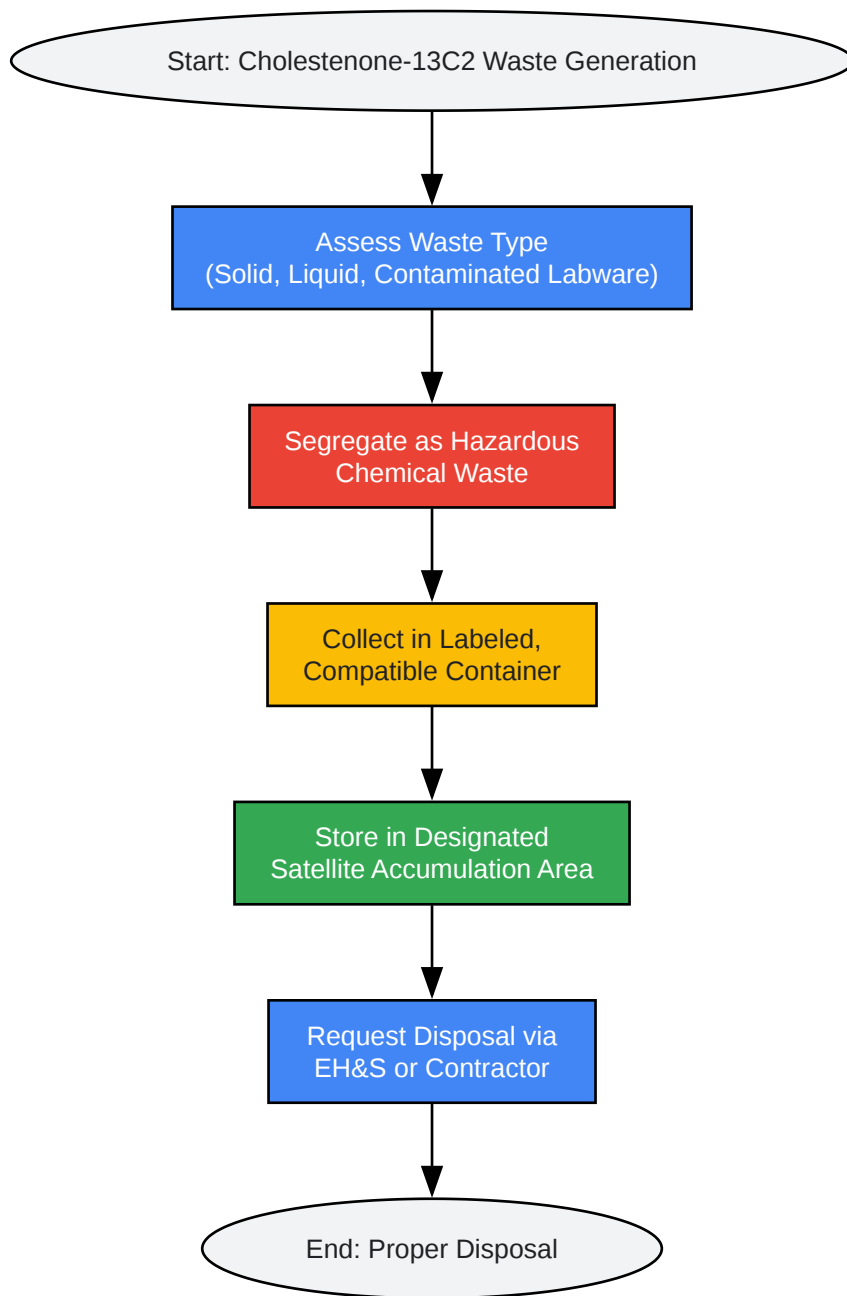 Start: Cholestenone-13C2 Waste Generation
Assess Waste Type
(Solid, Liquid, Contaminated Labware)
Segregate as Hazardous
Chemical Waste
Collect in Labeled,
Compatible Container
Store in Designated
Satellite Accumulation Area
Request Disposal via
EH&S or Contractor
End: Proper Disposal